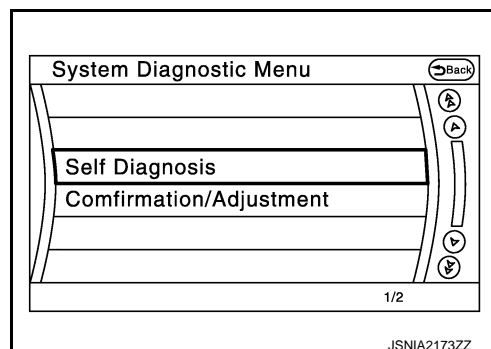 System Diagnostic Menu
Back
Self Diagnosis
Comfirmation/Adjustment
1/2
JSNIA2173ZZ